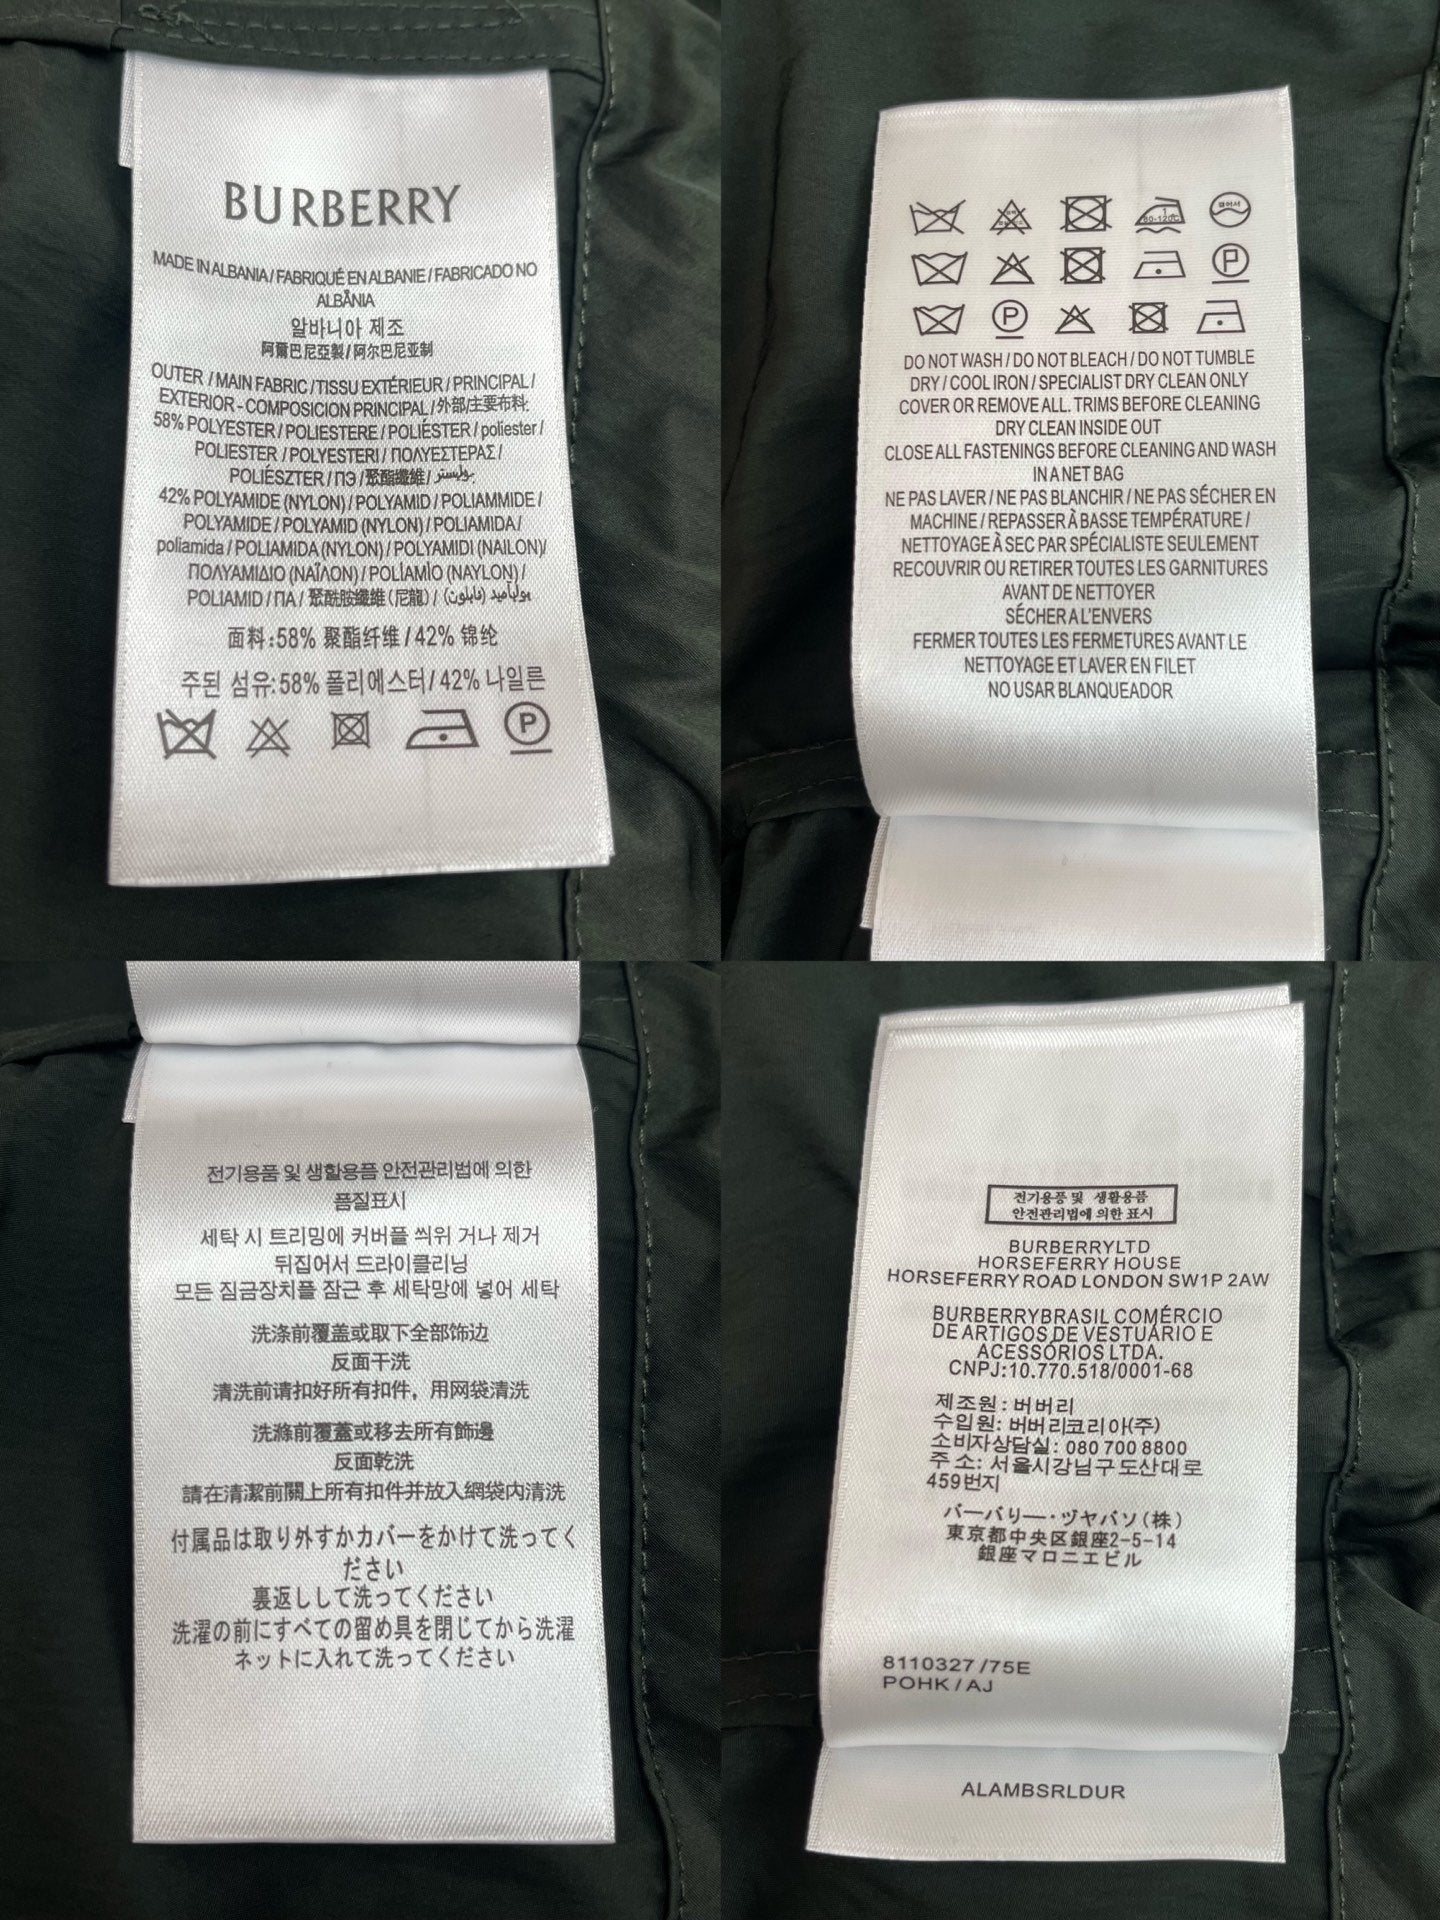 BURBERRY
MADE IN ALBANIA / FABRIQUÉ EN ALBANIE / FABRICADO NO
ALBÂNIA
알바니아 제조
阿爾巴尼亞製 / 阿尔巴尼亚制
OUTER / MAIN FABRIC / TISSU EXTÉRIEUR / PRINCIPAL /
EXTERIOR - COMPOSICION PRINCIPAL / 外部/主要布料:
58% POLYESTER / POLIESTERE / POLIÉSTER / poliester /
POLIESTER / POLYESTERI / ΠΟΛΥΕΣΤΕΡΑΣ /
POLIÉSZTER / ПЭ / 聚酯纖維 / بوليستر
42% POLYAMIDE (NYLON) / POLYAMID / POLIAMMIDE /
POLYAMIDE / POLYAMID (NYLON) / POLIAMIDA /
poliamida / POLIAMIDA (NYLON) / POLYAMIDI (NAILON)/
ΠΟΛΥΑΜΙΔΙΟ (ΝΑΪΛΟΝ) / POLİAMİO (NAYLON) /
POLIAMID / ПА / 聚酰胺纖維 (尼龍) /
面料:58% 聚酯纤维 / 42% 锦纶
주된 섬유:58% 폴리에스터/ 42% 나일른
P
1
80-120℃
P
P
DO NOT WASH / DO NOT BLEACH / DO NOT TUMBLE
DRY / COOL IRON / SPECIALIST DRY CLEAN ONLY
COVER OR REMOVE ALL. TRIMS BEFORE CLEANING
DRY CLEAN INSIDE OUT
CLOSE ALL FASTENINGS BEFORE CLEANING AND WASH
IN A NET BAG
NE PAS LAVER / NE PAS BLANCHIR / NE PAS SÉCHER EN
MACHINE / REPASSER À BASSE TEMPÉRATURE /
NETTOYAGE À SEC PAR SPÉCIALISTE SEULEMENT
RECOUVRIR OU RETIRER TOUTES LES GARNITURES
AVANT DE NETTOYER
SÉCHER A L'ENVERS
FERMER TOUTES LES FERMETURES AVANT LE
NETTOYAGE ET LAVER EN FILET
NO USAR BLANQUEADOR
전기용품 및 생활용픔 안전관리법에 의한
픔질표시
세탁 시 트리밍에 커버플 씌위 거나 제거
뒤집어서 드라이클리닝
모든 짐금장치플 잠근 후 세탁망에 넣어 세탁
洗涤前覆盖或取下全部饰边
反面干洗
清洗前请扣好所有扣件，用网袋清洗
洗滌前覆蓋或移去所有飾邊
反面乾洗
請在清潔前關上所有扣件并放入網袋内清洗
付属品は取り外すかカバーをかけて洗ってく
ださい
裏返しして洗ってください
洗濯の前にすべての留め具を閉じてから洗濯
ネットに入れて洗ってください
전기용풍 및 생활용픔
안전관리법에 의한 표시
BURBERRYLTD
HORSEFERRY HOUSE
HORSEFERRY ROAD LONDON SW1P 2AW
BURBERRYBRASIL COMÉRCIO
DE ARTIGOS DE VESTUÁRIO E
ACESSÓRIOS LTDA.
CNPJ:10.770.518/0001-68
제조원 : 버버리
수입원: 버버리코리아(주)
소비자상담실: 080 700 8800
주 소: 서울시강남구 도산대로
459번지
バーバリー・ヅヤバソ(株)
東京都中央区銀座2-5-14
銀座マロニエビル
8110327 /75E
POHK / AJ
ALAMBSRLDUR